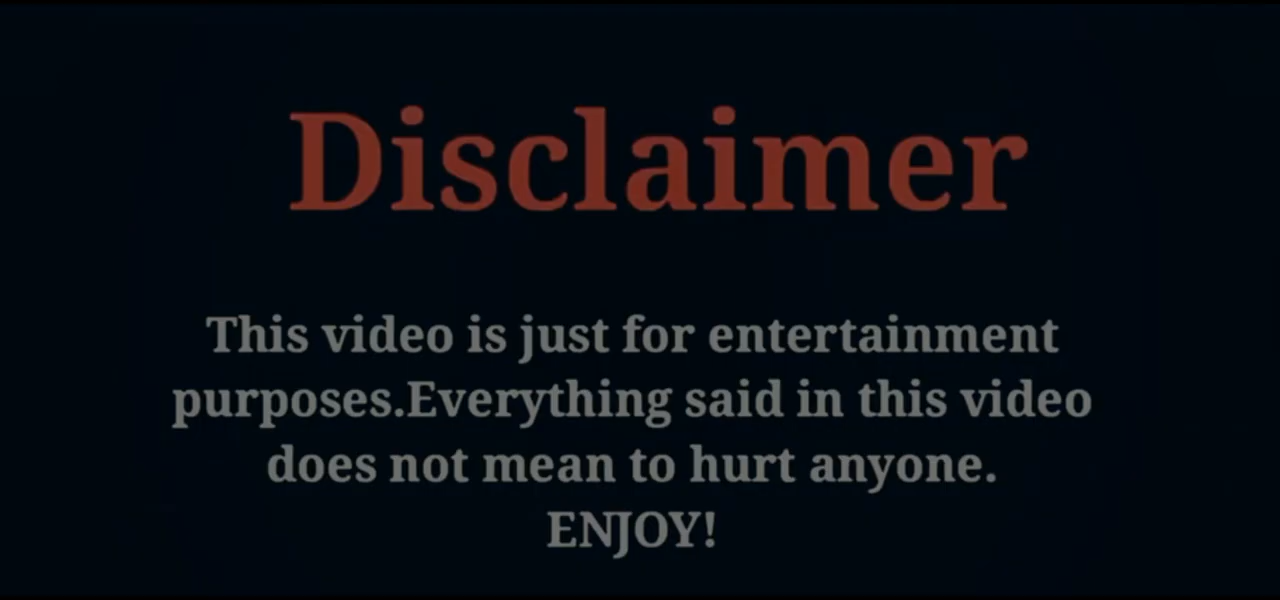 Disclaimer
This video is just for entertainment
purposes.Everything said in this video
does not mean to hurt anyone.
ENJOY!